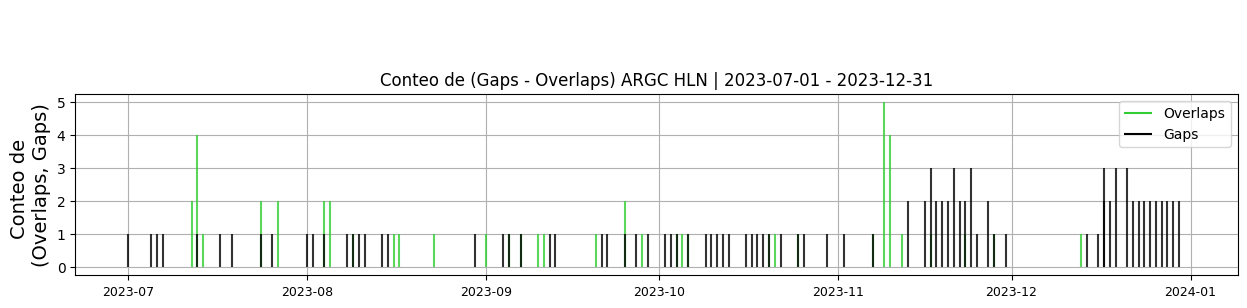 Conteo de (Gaps - Overlaps) ARGC HLN | 2023-07-01 - 2023-12-31
Conteo de
(Overlaps, Gaps)
5
4
3
2
1
0
Overlaps
Gaps
2023-07
2023-08
2023-09
2023-10
2023-11
2023-12
2024-01